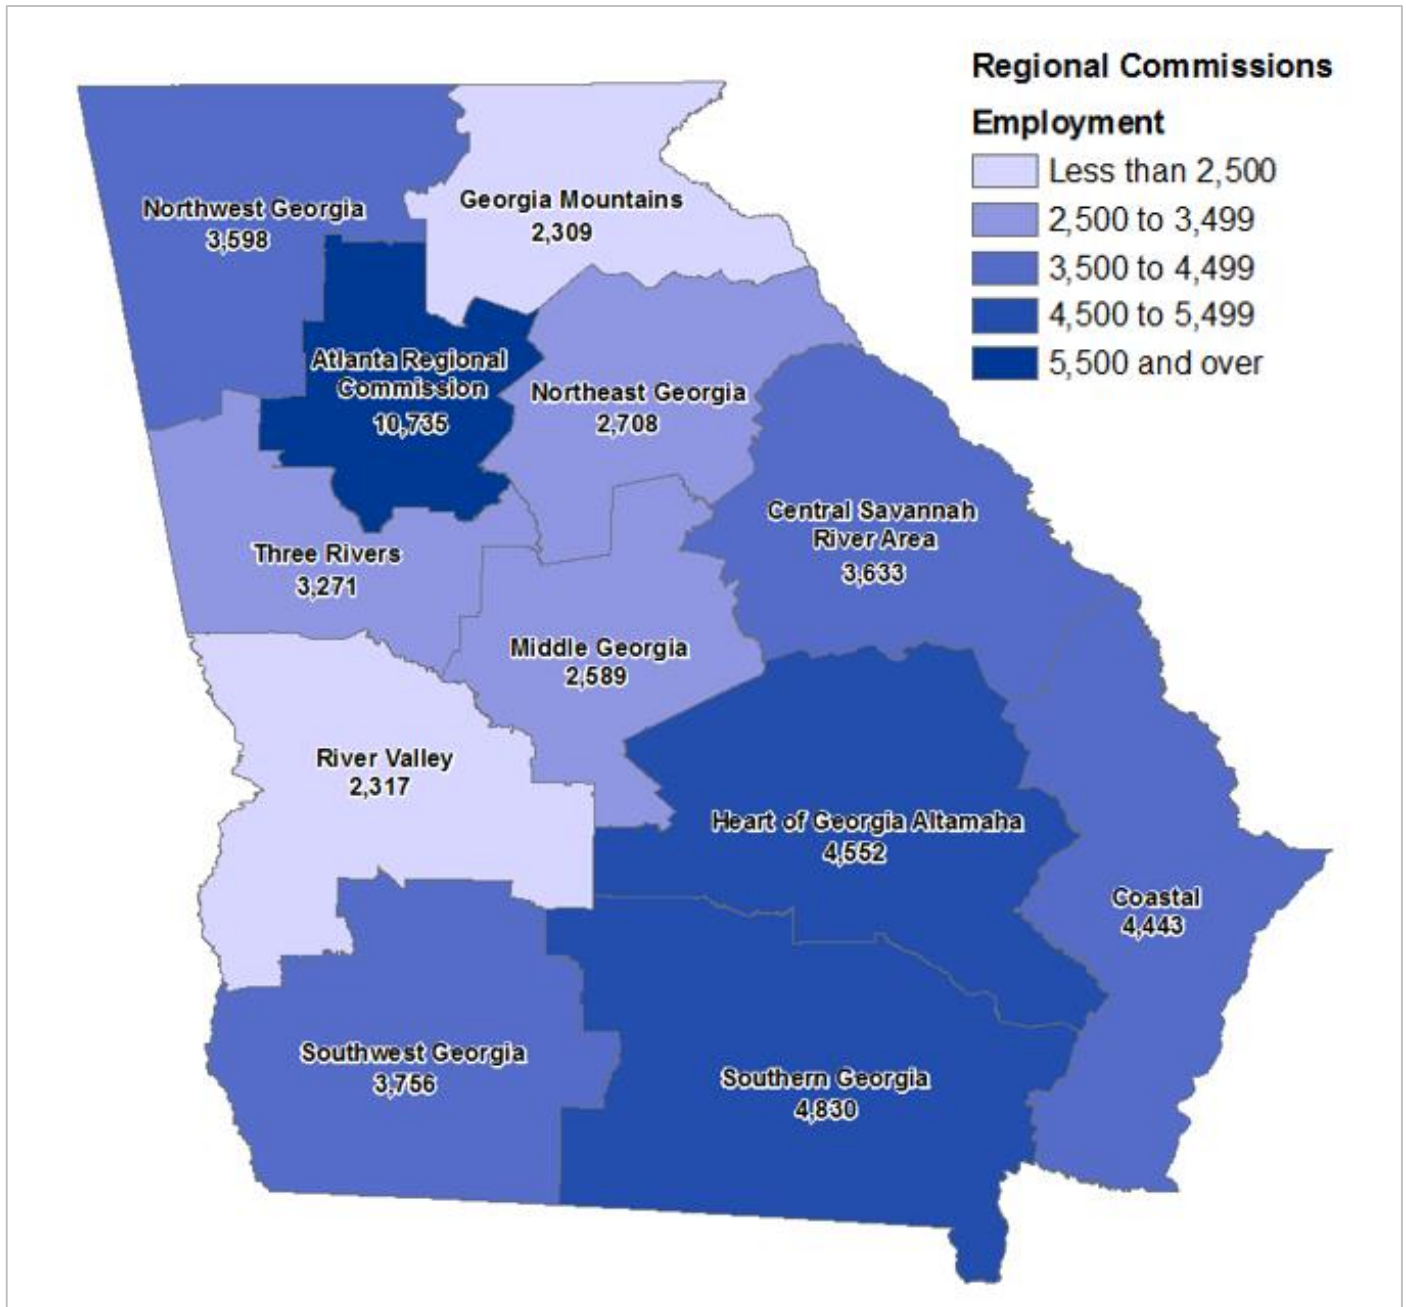 Regional Commissions
Employment
Less than 2,500
2,500 to 3,499
3,500 to 4,499
4,500 to 5,499
5,500 and over
Northwest Georgia
3,598
Georgia Mountains
2,309
Atlanta Regional
Commission
10,735
Northeast Georgia
2,708
Central Savannah
River Area
3,633
Three Rivers
3,271
Middle Georgia
2,589
River Valley
2,317
Heart of Georgia Altamaha
4,552
Coastal
4,443
Southwest Georgia
3,756
Southern Georgia
4,830